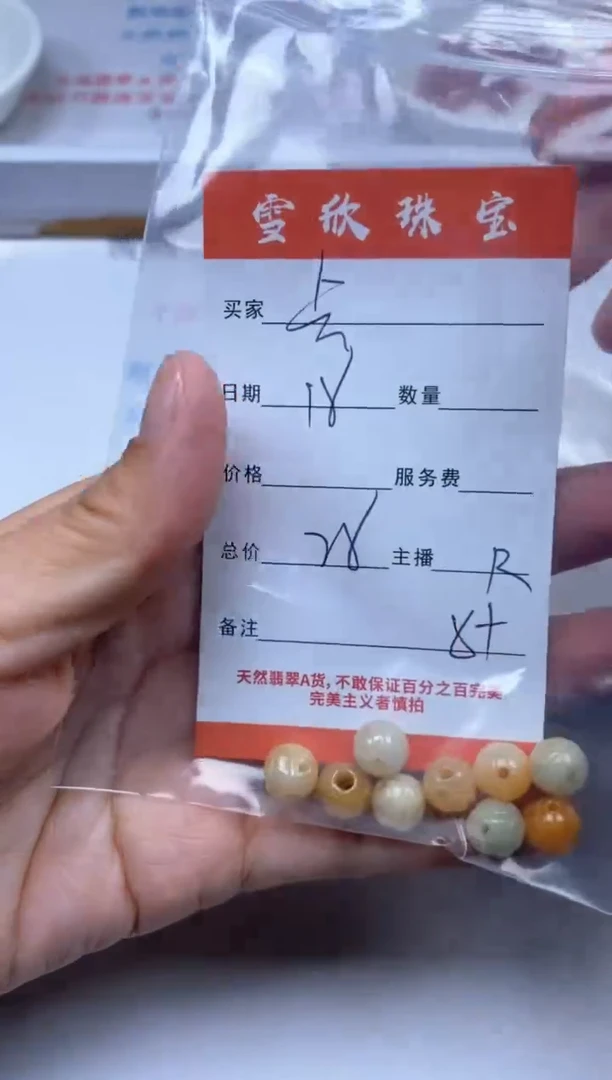 雪欣珠宝
买家
日期 18 数量
价格 服务费
总价 28 主播 R
备注 8+
天然翡翠A货，不敢保证百分之百完美
完美主义者慎拍